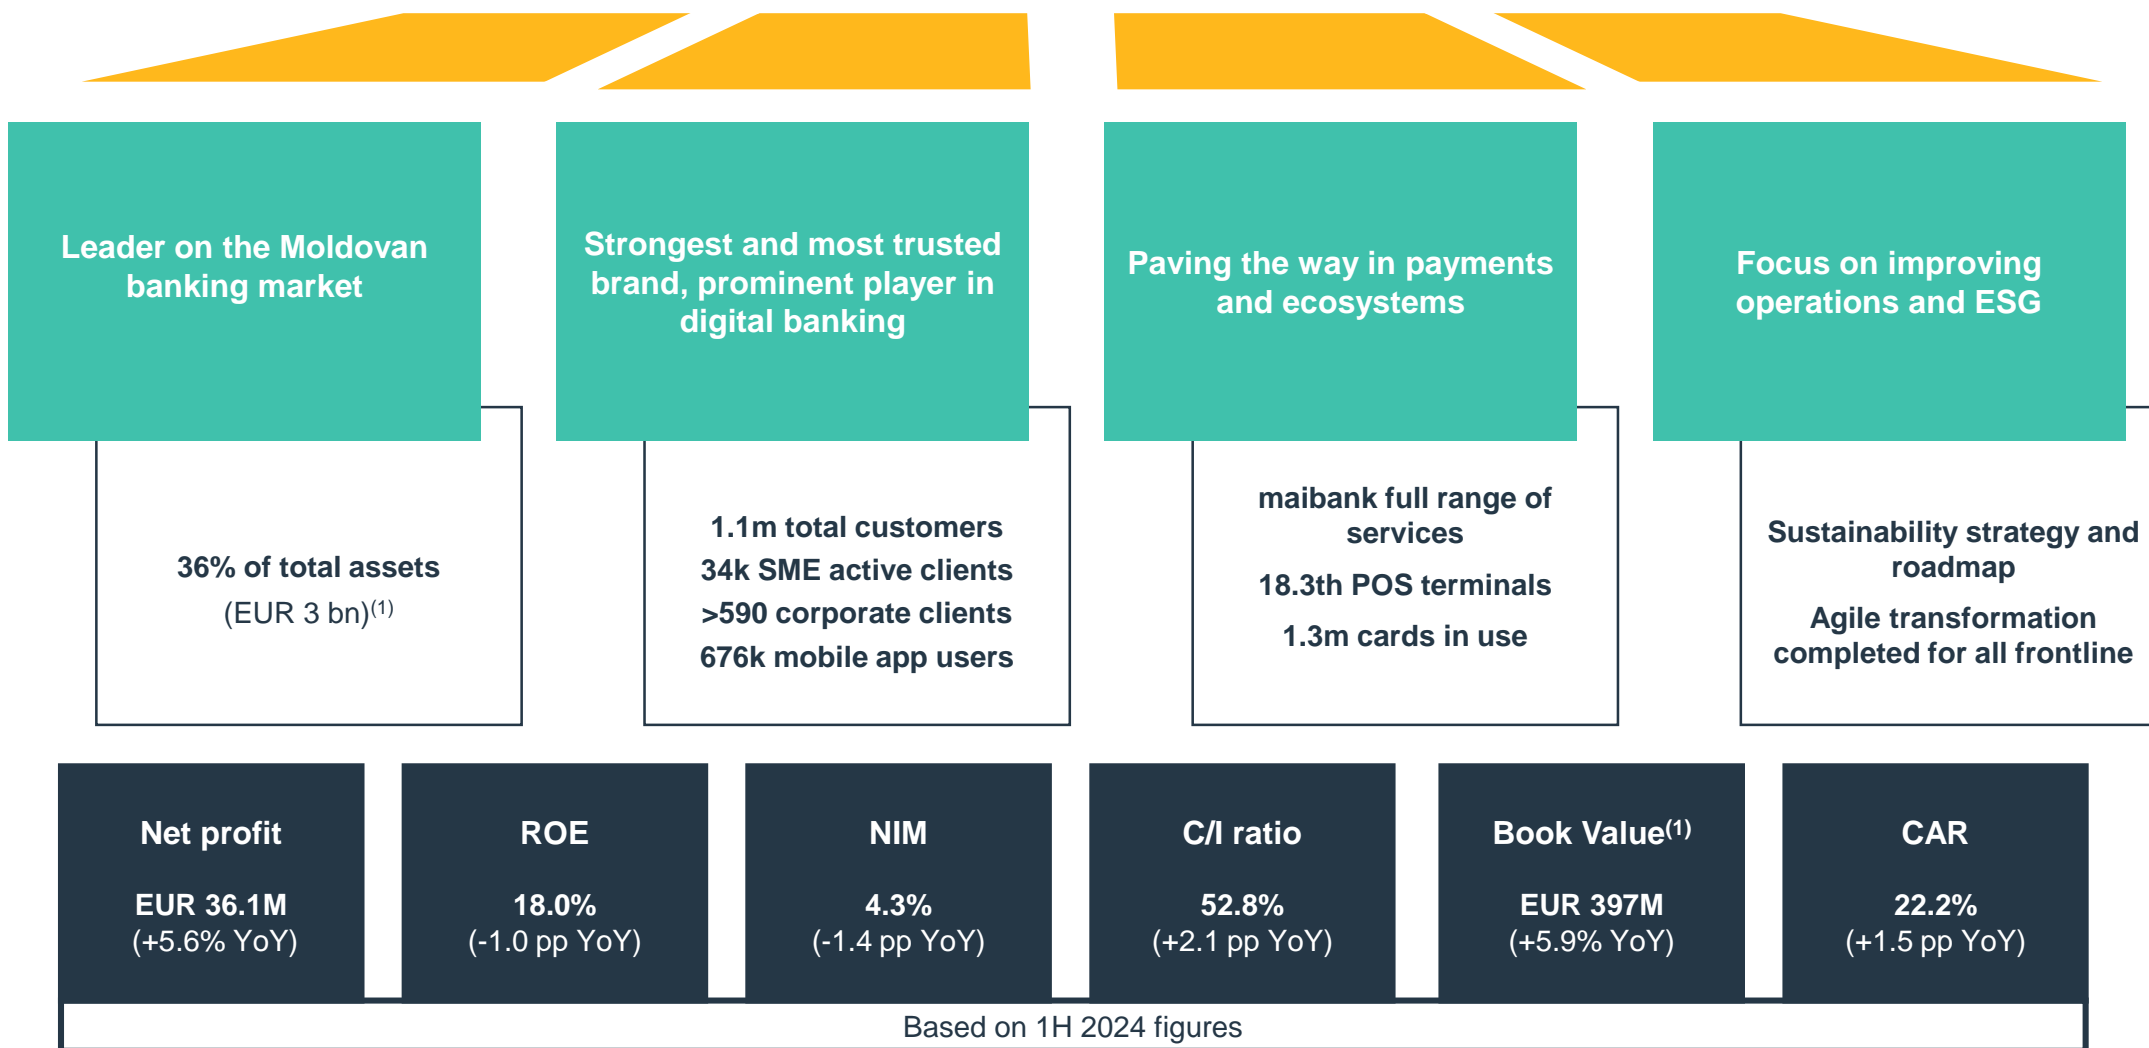 Leader on the Moldovan
banking market
Strongest and most trusted
brand, prominent player in
digital banking
Paving the way in payments
and ecosystems
Focus on improving
operations and ESG
36% of total assets
(EUR 3 bn)(1)
1.1m total customers
34k SME active clients
>590 corporate clients
676k mobile app users
maibank full range of
services
18.3th POS terminals
1.3m cards in use
Sustainability strategy and
roadmap
Agile transformation
completed for all frontline
Net profit
EUR 36.1M
(+5.6% YoY)
ROE
18.0%
(-1.0 pp YoY)
NIM
4.3%
(-1.4 pp YoY)
C/I ratio
52.8%
(+2.1 pp YoY)
Book Value(1)
EUR 397M
(+5.9% YoY)
CAR
22.2%
(+1.5 pp YoY)
Based on 1H 2024 figures